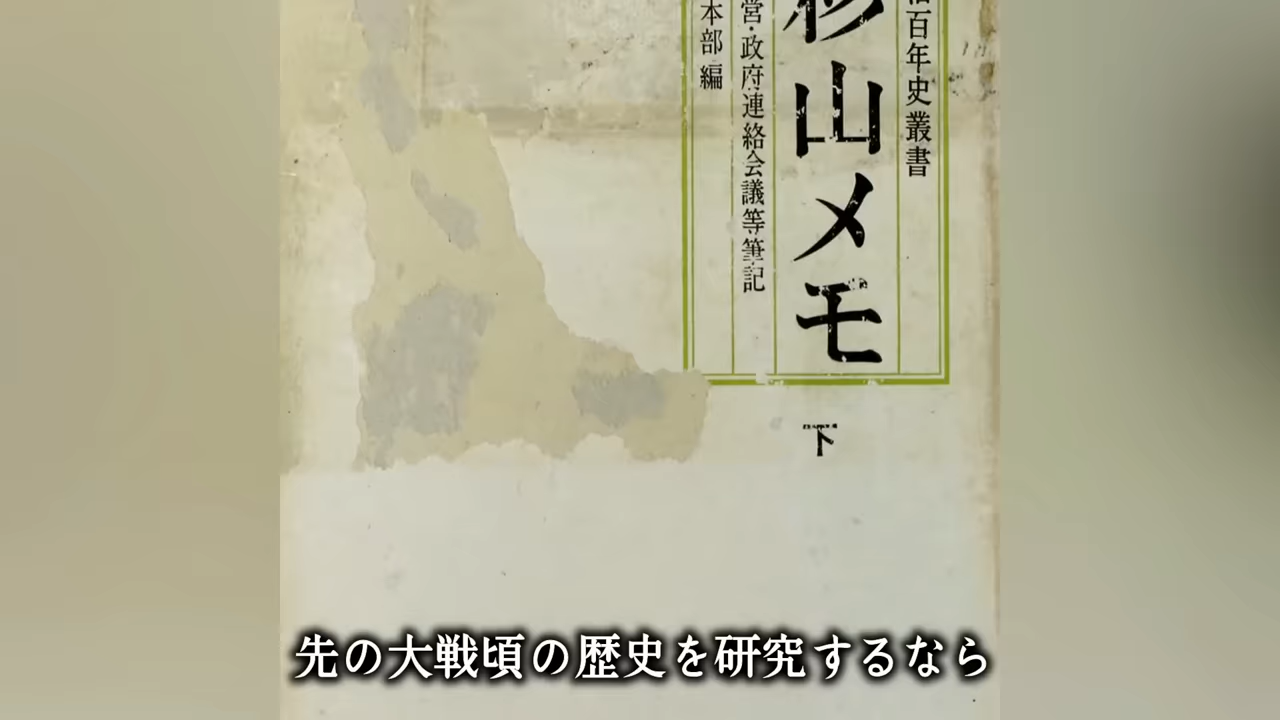 百年史叢書
杉山メモ
営・政府連絡会議等筆記
本部編
下
先の大戦頃の歴史を研究するなら